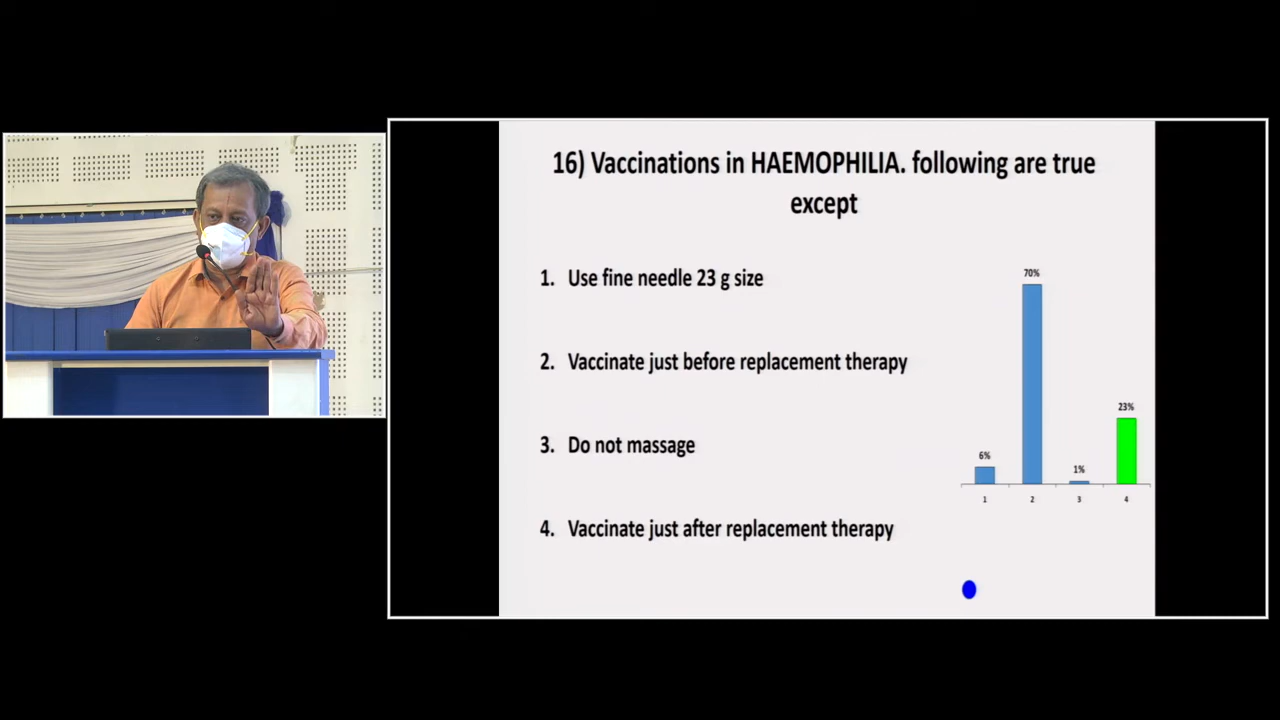 16) Vaccinations in HAEMOPHILIA. following are true
except
1. Use fine needle 23 g size
2. Vaccinate just before replacement therapy
3. Do not massage
4. Vaccinate just after replacement therapy
70%
23%
6%
1%
1 2 3 4